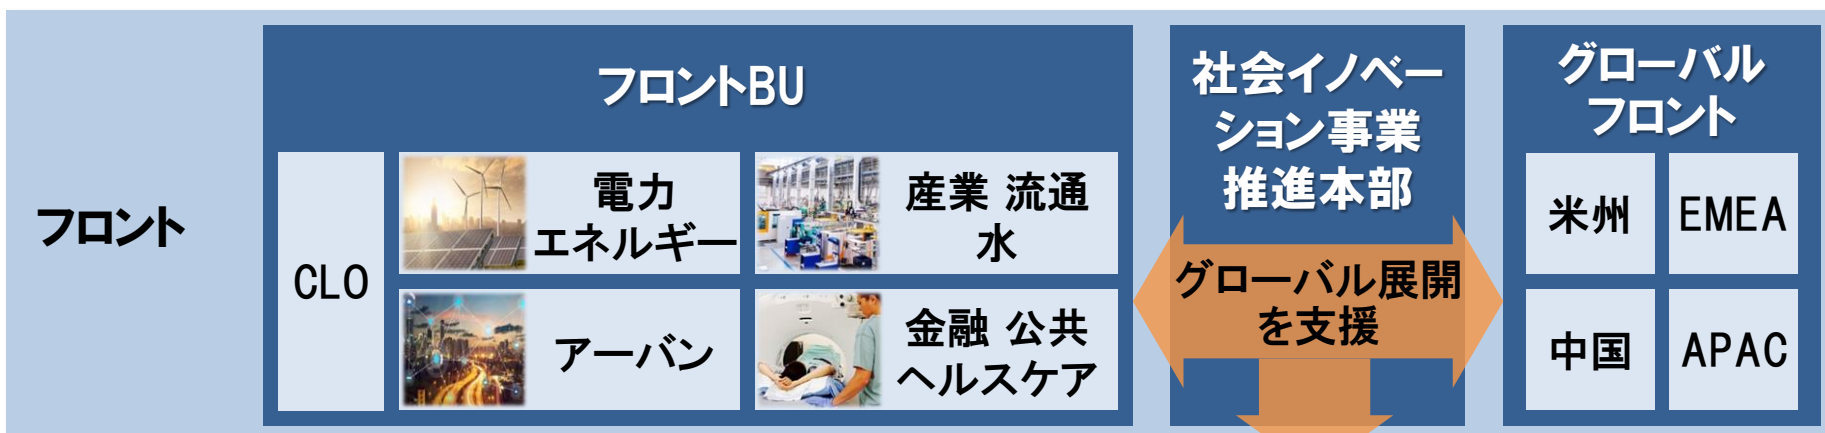 フロント
フロントBU
CLO
電力
エネルギー
産業 流通
水
アーバン
金融 公共
ヘルスケア
社会イノベー
ション事業
推進本部
グローバル展開
を支援
グローバル
フロント
米州
EMEA
中国
APAC